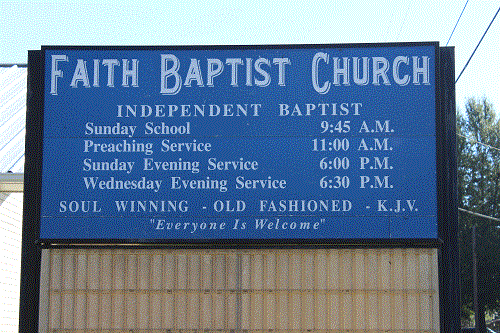 FAITH BAPTIST CHURCH
INDEPENDENT BAPTIST
Sunday School 9:45 A.M.
Preaching Service 11:00 A.M.
Sunday Evening Service 6:00 P.M.
Wednesday Evening Service 6:30 P.M.
SOUL WINNING - OLD FASHIONED - K.J.V.
"Everyone Is Welcome"